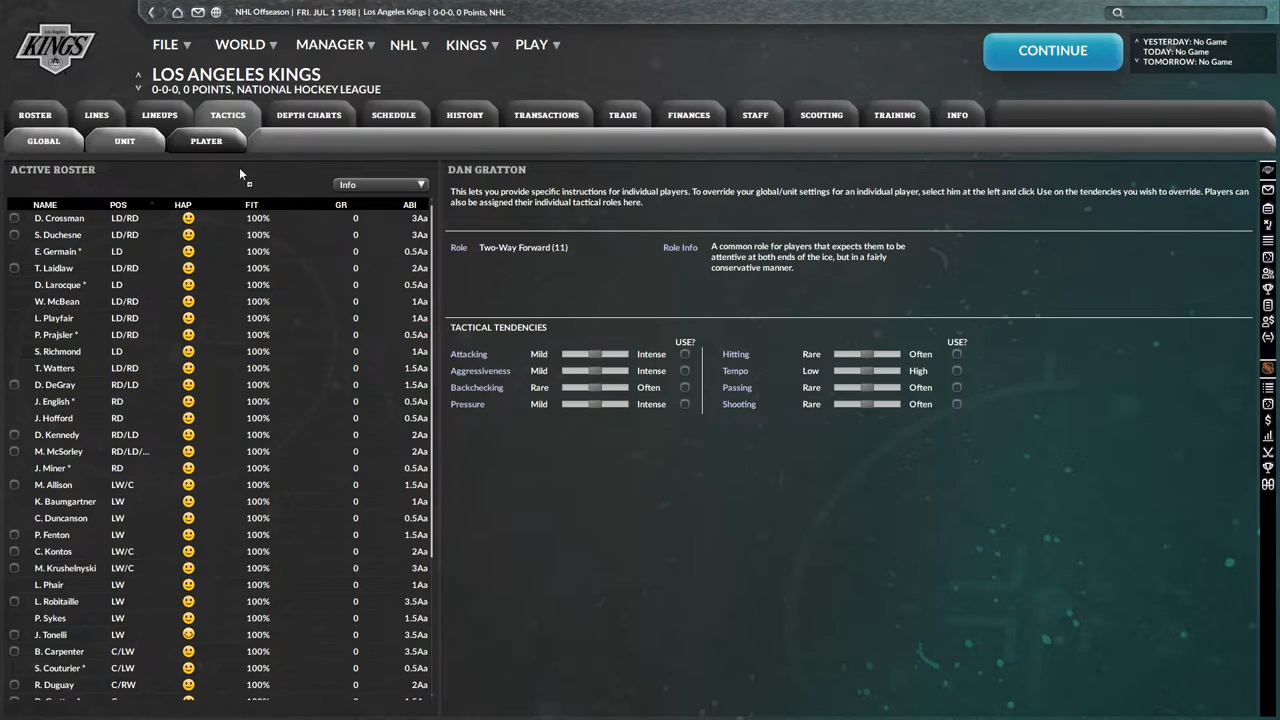 NHL Offseason | FRI. JUL. 1 1988 | Los Angeles Kings | 0-0-0, 0 Points, NHL
Los Angeles
KINGS
FILE WORLD MANAGER NHL KINGS PLAY
CONTINUE
YESTERDAY: No Game
TODAY: No Game
TOMORROW: No Game
LOS ANGELES KINGS
0-0-0, 0 POINTS, NATIONAL HOCKEY LEAGUE
ROSTER LINES LINEUPS TACTICS DEPTH CHARTS SCHEDULE HISTORY TRANSACTIONS TRADE FINANCES STAFF SCOUTING TRAINING INFO
GLOBAL UNIT PLAYER
ACTIVE ROSTER
Info
NAME POS HAP FIT GR ABI
D. Crossman LD/RD 100% 0 3Aa
S. Duchesne LD/RD 100% 0 3Aa
E. Germain * LD 100% 0 0.5Aa
T. Laidlaw LD/RD 100% 0 2Aa
D. Larocque * LD 100% 0 0.5Aa
W. McBean LD/RD 100% 0 1Aa
L. Playfair LD/RD 100% 0 1Aa
P. Prajsler * LD/RD 100% 0 0.5Aa
S. Richmond LD 100% 0 1Aa
T. Watters LD/RD 100% 0 1.5Aa
D. DeGray RD/LD 100% 0 1.5Aa
J. English * RD 100% 0 0.5Aa
J. Hofford RD 100% 0 0.5Aa
D. Kennedy RD/LD 100% 0 2Aa
M. McSorley RD/LD/... 100% 0 2Aa
J. Miner * RD 100% 0 0.5Aa
M. Allison LW/C 100% 0 1.5Aa
K. Baumgartner LW 100% 0 1Aa
C. Duncanson LW 100% 0 0.5Aa
P. Fenton LW 100% 0 1.5Aa
C. Kontos LW/C 100% 0 2Aa
M. Krushelnyski LW/C 100% 0 3Aa
L. Phair LW 100% 0 1Aa
L. Robitaille LW 100% 0 3.5Aa
P. Sykes LW 100% 0 2Aa
J. Tonelli LW 100% 0 3.5Aa
B. Carpenter C/LW 100% 0 3.5Aa
S. Couturier * C/LW 100% 0 0.5Aa
R. Duguay C/RW 100% 0 2Aa
DAN GRATTON
This lets you provide specific instructions for individual players. To override your global/unit settings for an individual player, select him at the left and click Use on the tendencies you wish to override. Players can
also be assigned their individual tactical roles here.
Role Two-Way Forward (11) Role Info A common role for players that expects them to be
attentive at both ends of the ice, but in a fairly
conservative manner.
TACTICAL TENDENCIES
USE? USE?
Attacking Mild Intense Hitting Rare Often
Aggressiveness Mild Intense Tempo Low High
Backchecking Rare Often Passing Rare Often
Pressure Mild Intense Shooting Rare Often